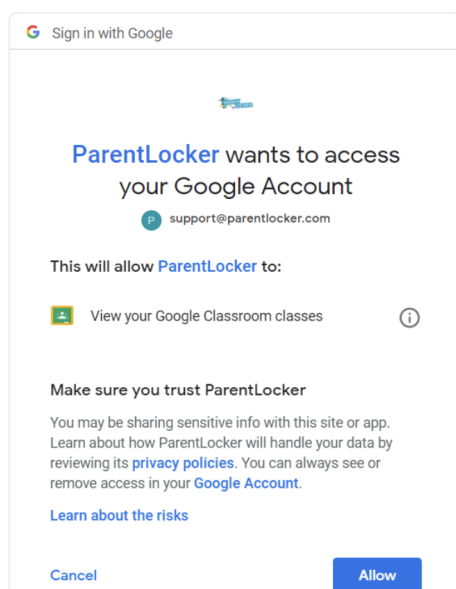 Sign in with Google
ParentLocker wants to access
your Google Account
P support@parentlocker.com
This will allow ParentLocker to:
View your Google Classroom classes
Make sure you trust ParentLocker
You may be sharing sensitive info with this site or app.
Learn about how ParentLocker will handle your data by
reviewing its privacy policies. You can always see or
remove access in your Google Account.
Learn about the risks
Cancel
Allow